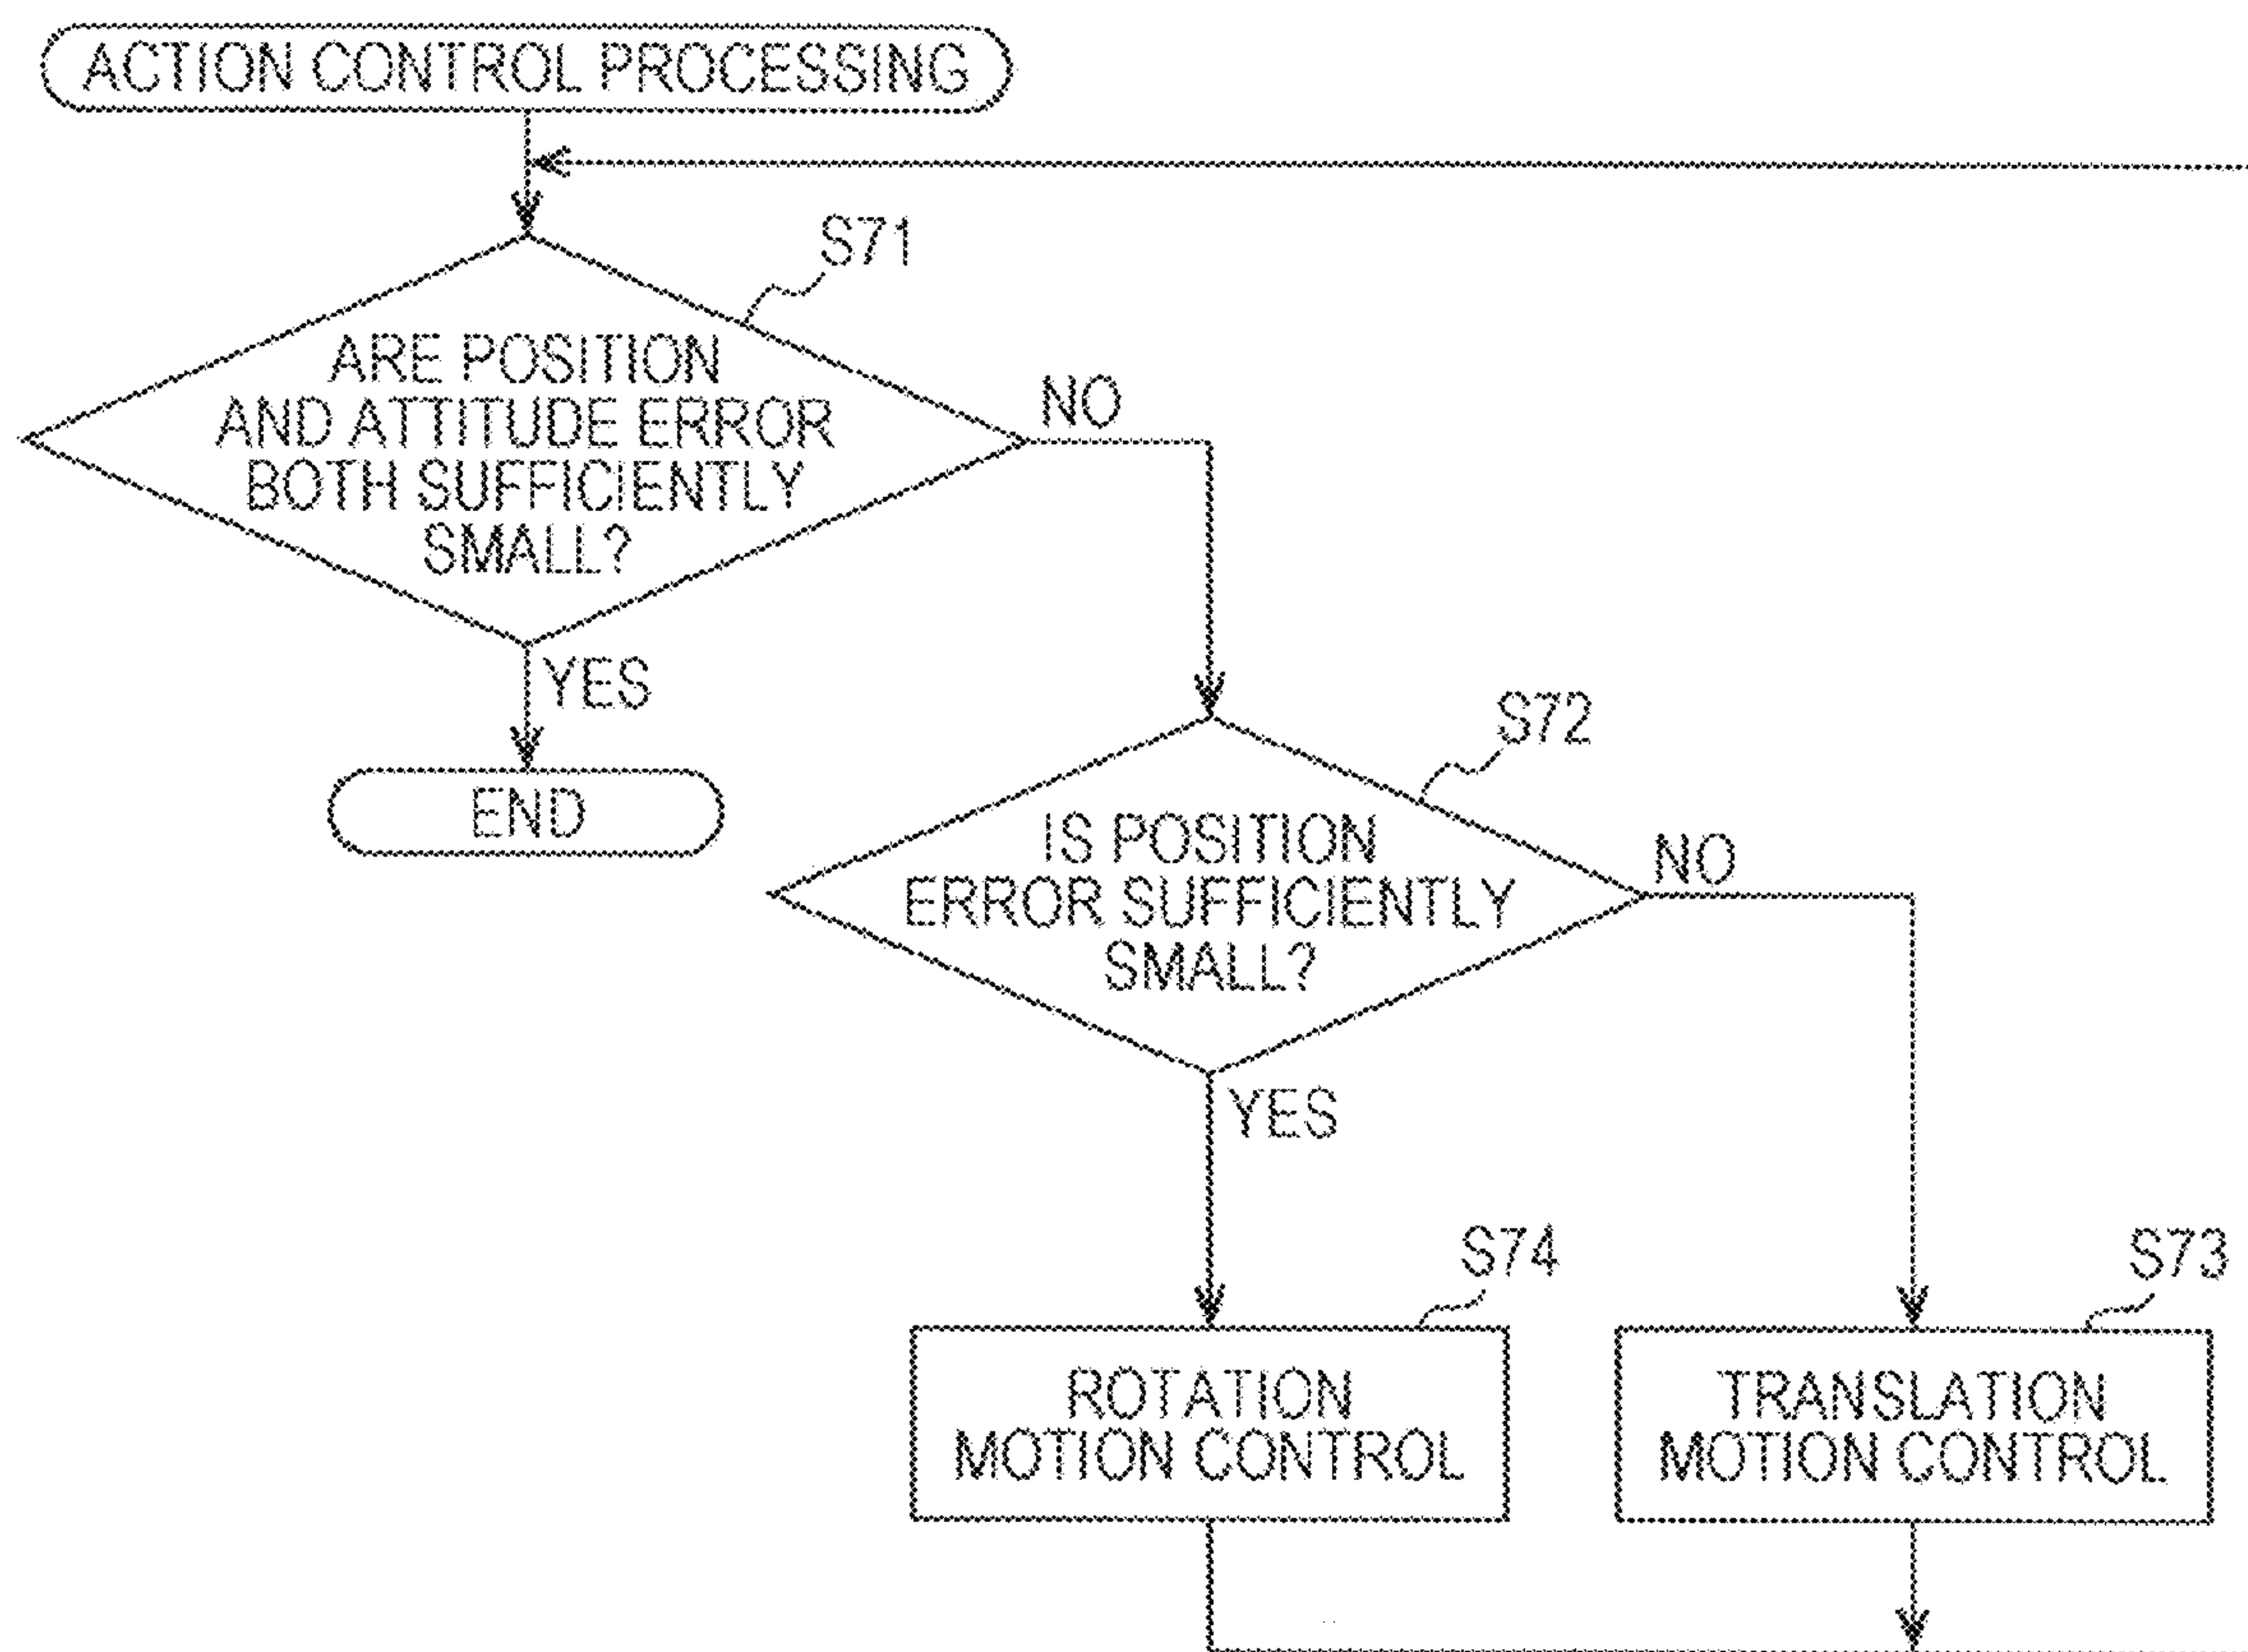 ACTION CONTROL PROCESSING
S71
ARE POSITION
AND ATTITUDE ERROR
BOTH SUFFICIENTLY
SMALL?
NO
YES
END
S72
IS POSITION
ERROR SUFFICIENTLY
SMALL?
NO
YES
S74
ROTATION
MOTION CONTROL
S73
TRANSLATION
MOTION CONTROL